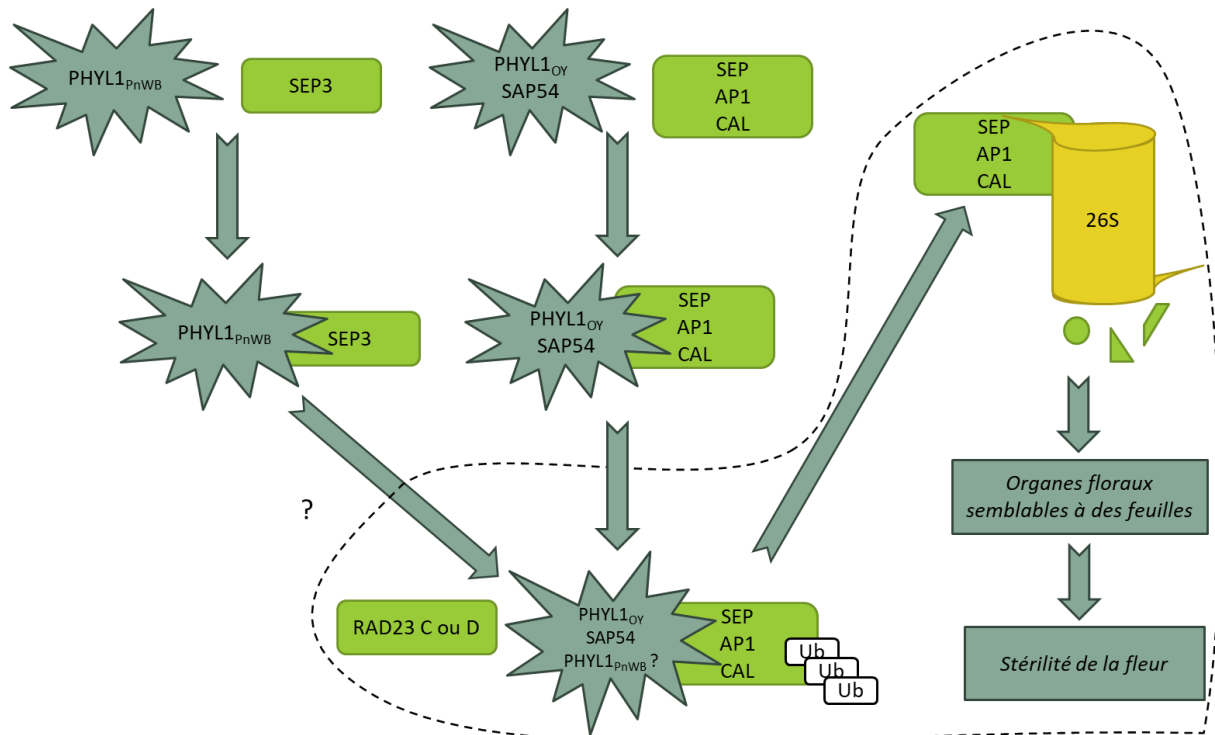 PHYL1PnWB
SEP3
PHYL1OY
SAP54
SEP
AP1
CAL
SEP
AP1
CAL
26S
PHYL1PnWB
SEP3
PHYL1OY
SAP54
SEP
AP1
CAL
?
Organes floraux
semblables à des feuilles
RAD23 C ou D
PHYL1OY
SAP54
PHYL1PnWB ?
SEP
AP1
CAL
Ub
Ub
Ub
Stérilité de la fleur